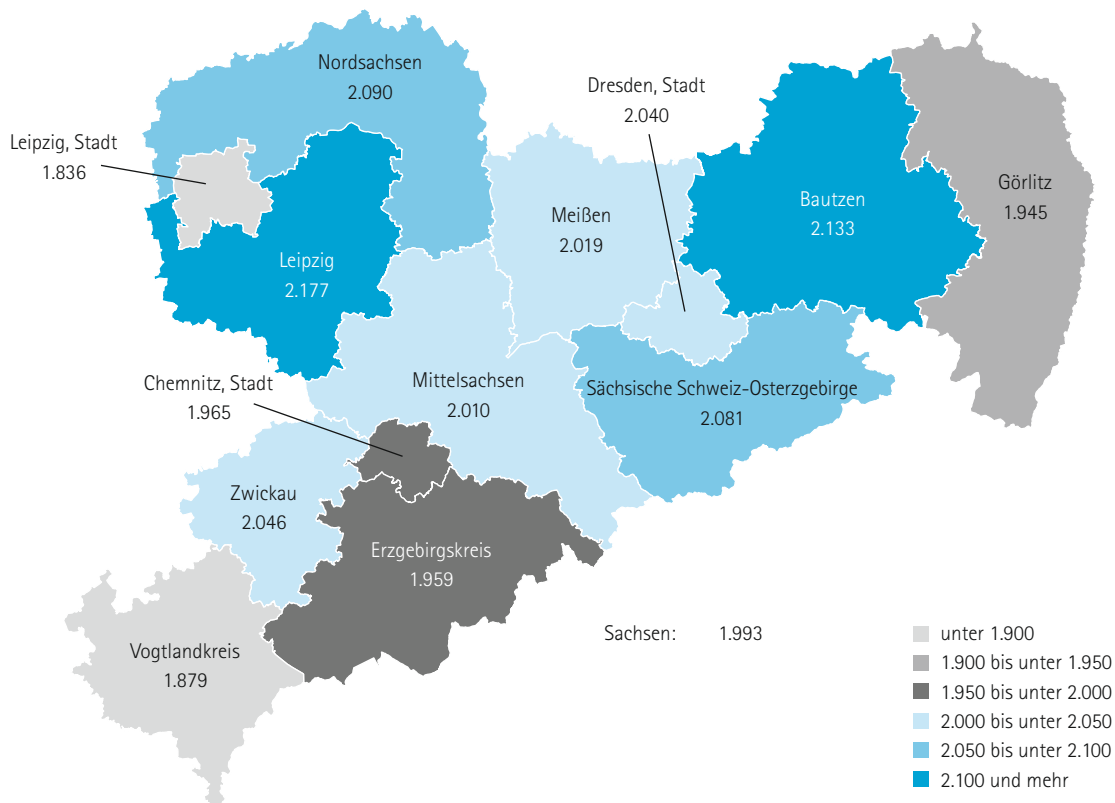 Nordsachsen
2.090
Dresden, Stadt
2.040
Leipzig, Stadt
1.836
Görlitz
1.945
Bautzen
2.133
Meißen
2.019
Leipzig
2.177
Chemnitz, Stadt
1.965
Mittelsachsen
2.010
Sächsische Schweiz-Osterzgebirge
2.081
Zwickau
2.046
Erzgebirgskreis
1.959
Vogtlandkreis
1.879
Sachsen: 1.993
unter 1.900
1.900 bis unter 1.950
1.950 bis unter 2.000
2.000 bis unter 2.050
2.050 bis unter 2.100
2.100 und mehr